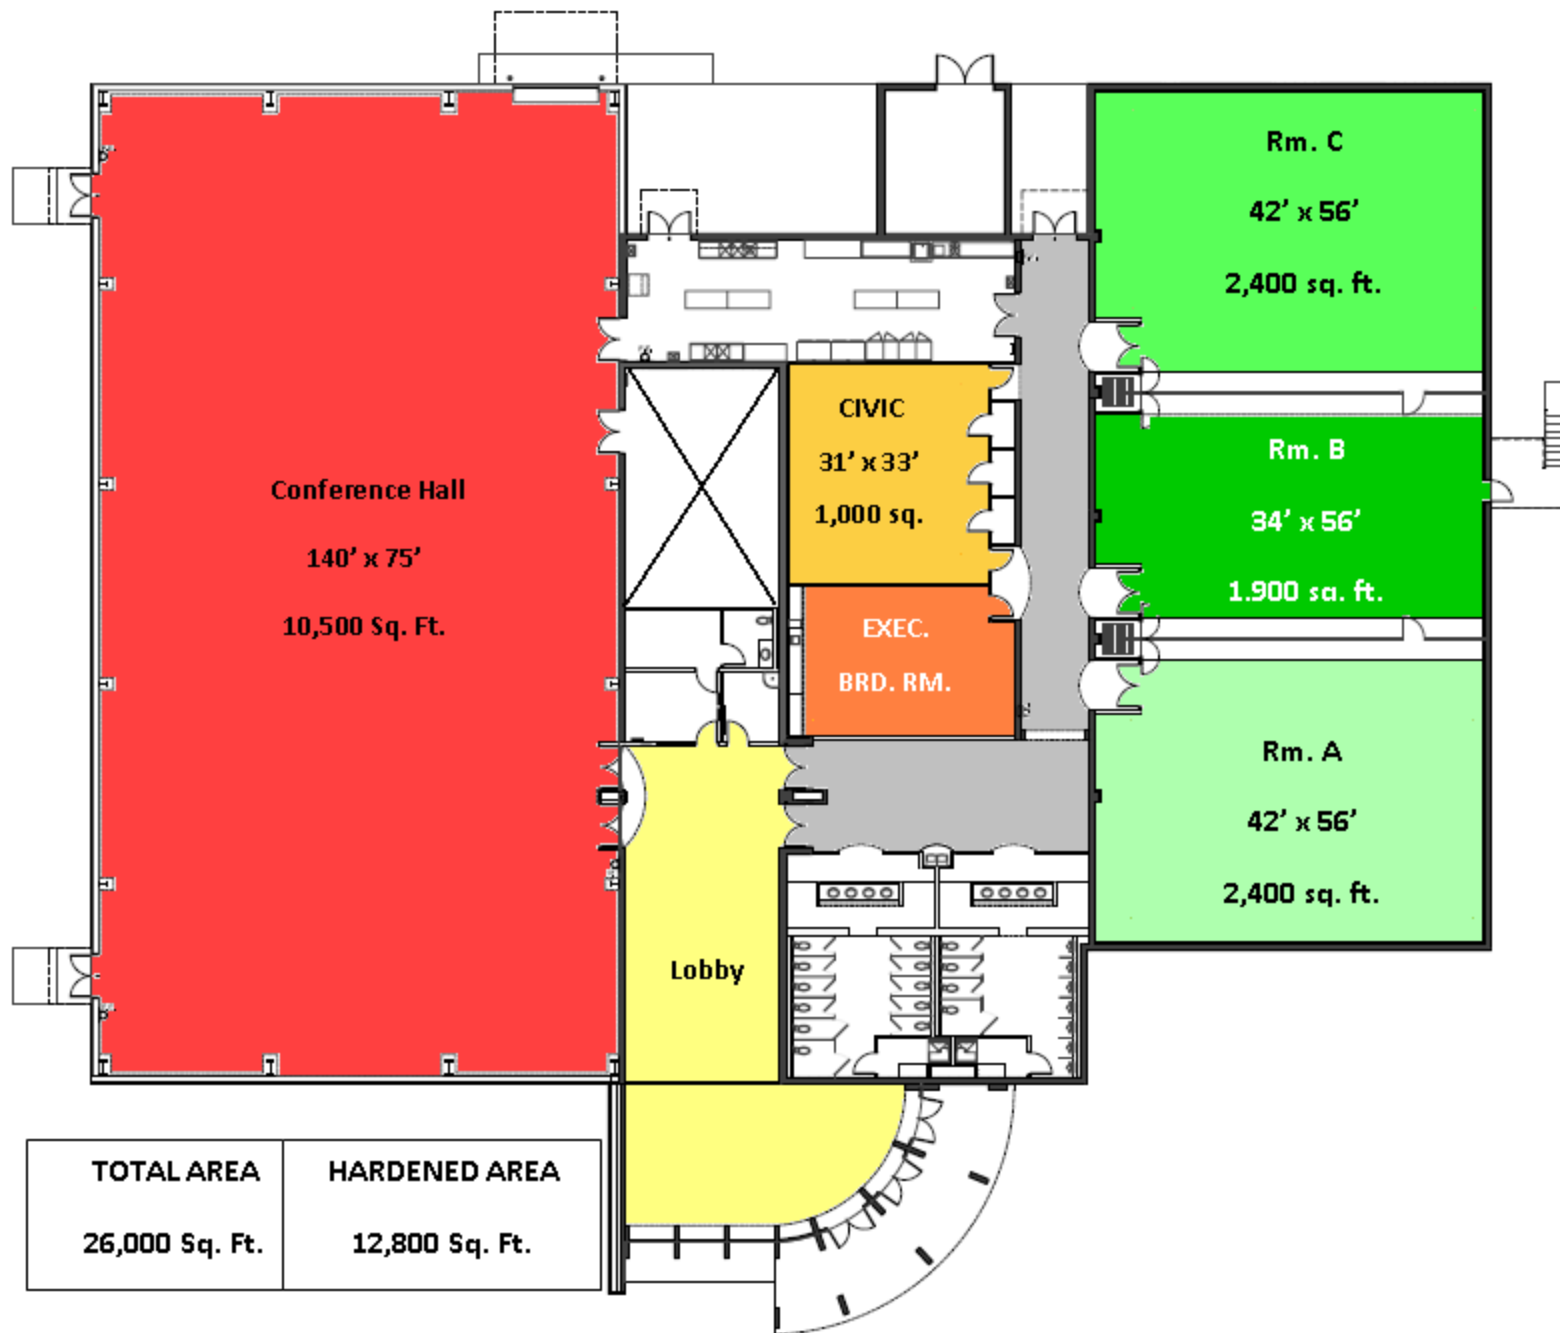 Rm. C
42’ x 56’
2,400 sq. ft.
CIVIC
31’ x 33’
1,000 sq.
Rm. B
34’ x 56’
1.900 sa. ft.
Conference Hall
140’ x 75’
10,500 Sq. Ft.
EXEC.
BRD. RM.
Rm. A
42’ x 56’
2,400 sq. ft.
Lobby
TOTAL AREA
26,000 Sq. Ft.
HARDENED AREA
12,800 Sq. Ft.